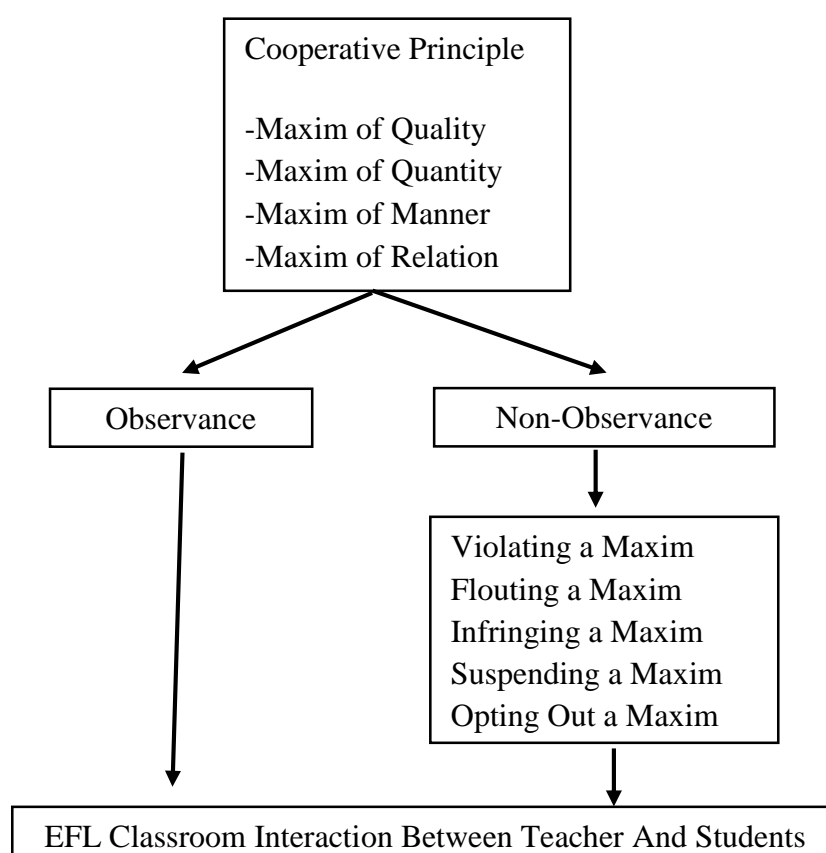 Cooperative Principle
-Maxim of Quality
-Maxim of Quantity
-Maxim of Manner
-Maxim of Relation
Observance
Non-Observance
Violating a Maxim
Flouting a Maxim
Infringing a Maxim
Suspending a Maxim
Opting Out a Maxim
EFL Classroom Interaction Between Teacher And Students